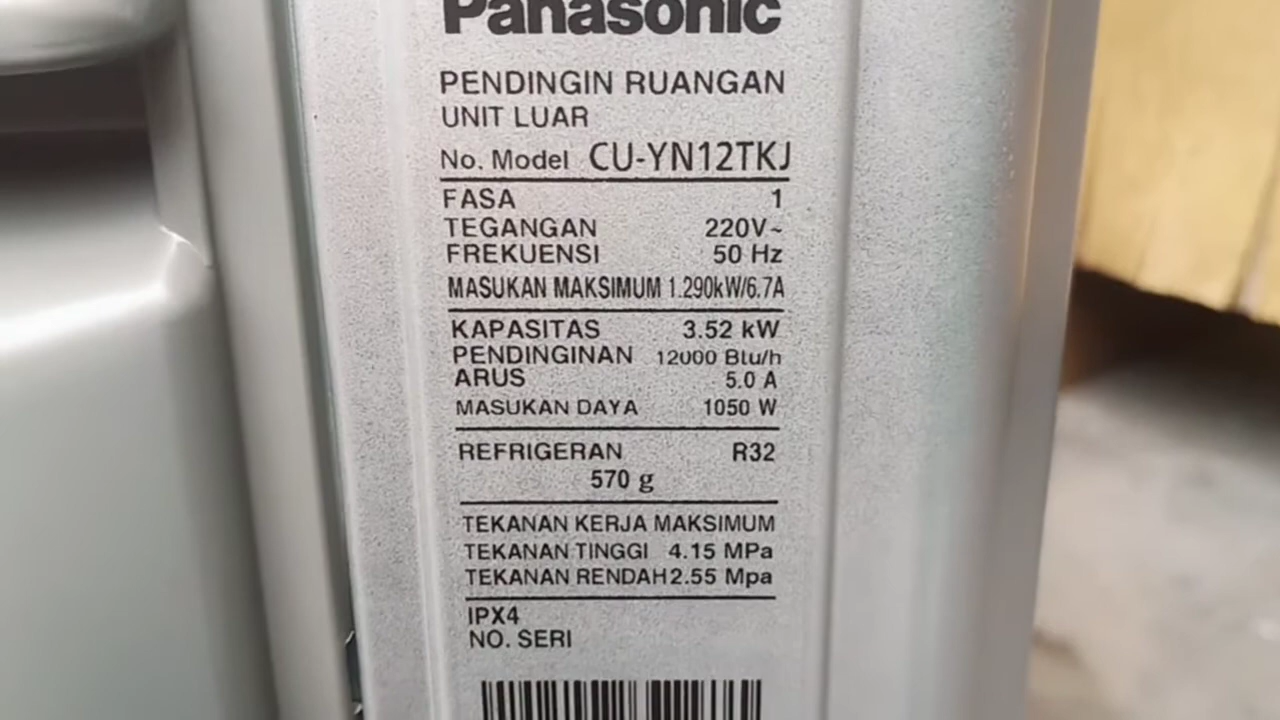 Panasonic
PENDINGIN RUANGAN
UNIT LUAR
No. Model CU-YN12TKJ
FASA 1
TEGANGAN 220V~
FREKUENSI 50 Hz
MASUKAN MAKSIMUM 1.290kW/6.7A
KAPASITAS 3.52 kW
PENDINGINAN 12000 Btu/h
ARUS 5.0 A
MASUKAN DAYA 1050 W
REFRIGERAN R32
570 g
TEKANAN KERJA MAKSIMUM
TEKANAN TINGGI 4.15 MPa
TEKANAN RENDAH 2.55 Mpa
IPX4
NO. SERI